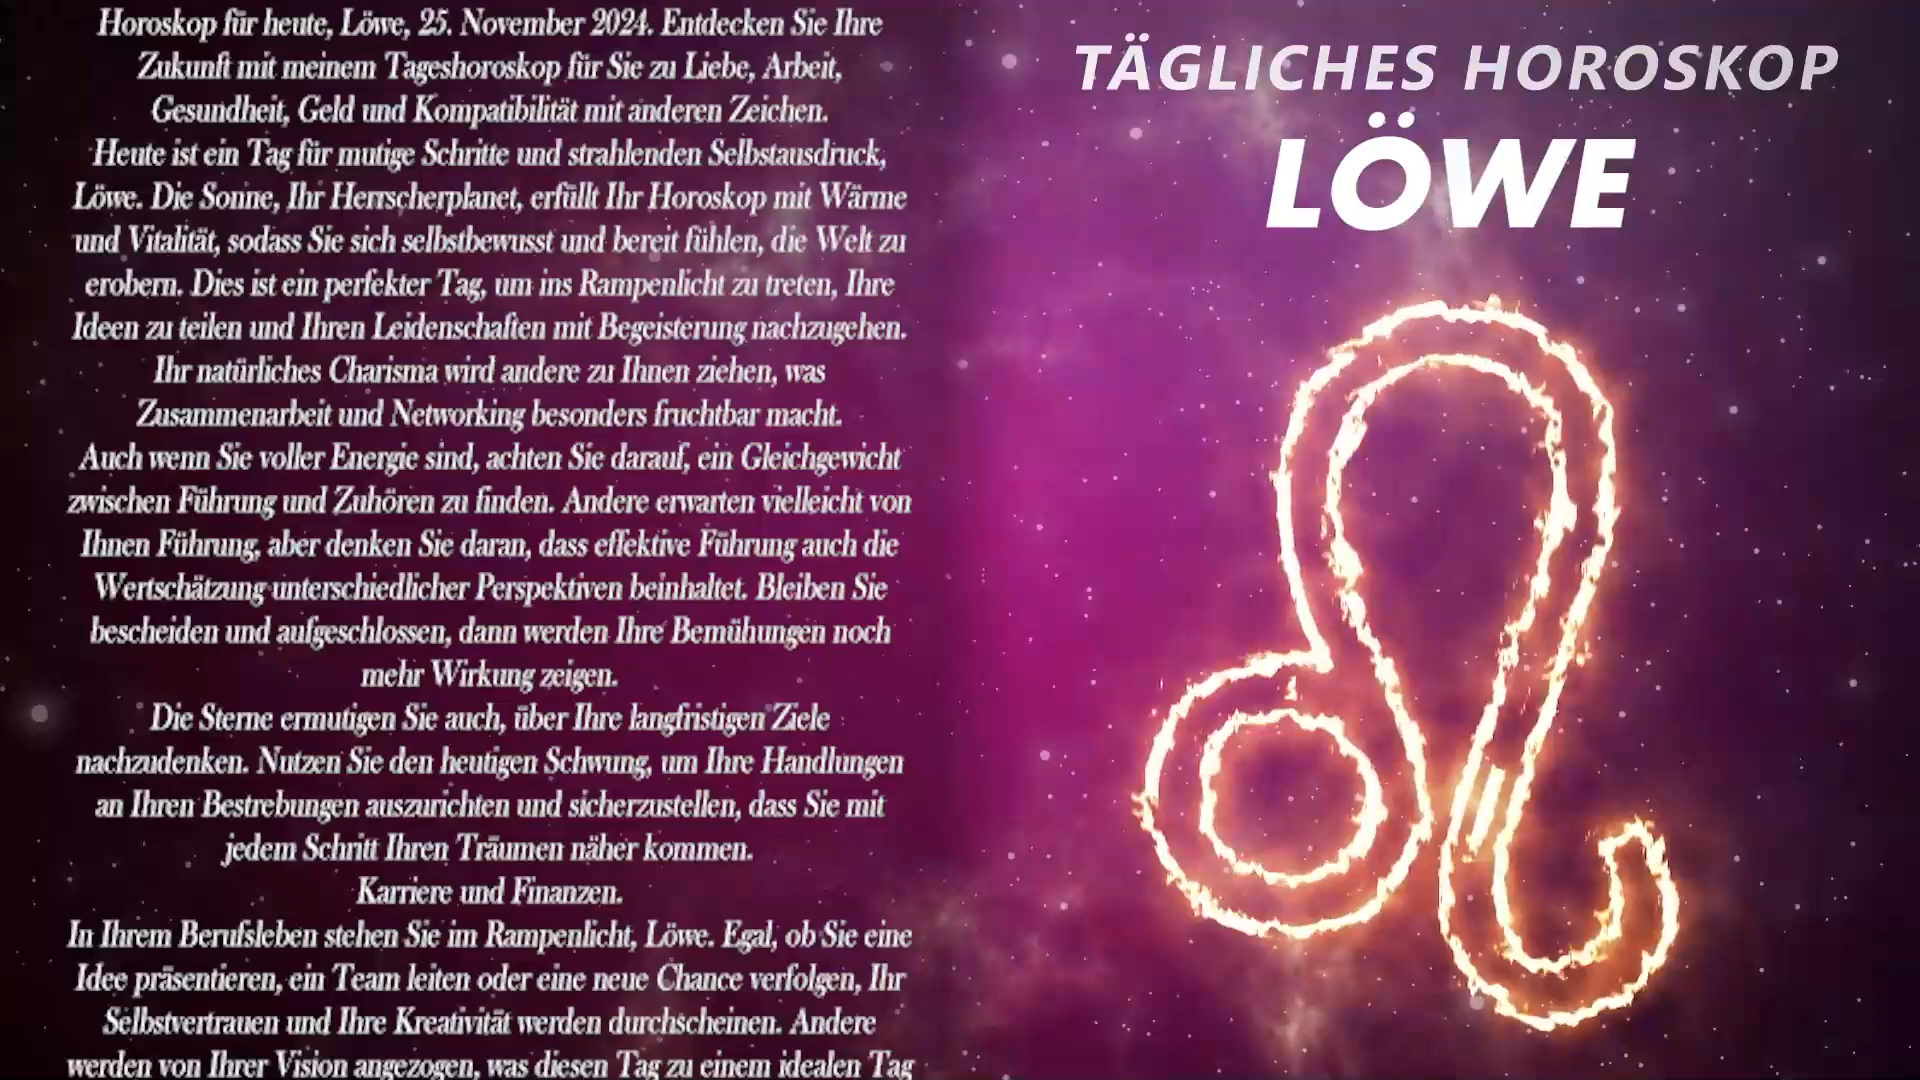 Horoskop für heute, Löwe, 25. November 2024. Entdecken Sie Ihre
Zukunft mit meinem Tageshoroskop für Sie zu Liebe, Arbeit,
Gesundheit, Geld und Kompatibilität mit anderen Zeichen.
Heute ist ein Tag für mutige Schritte und strahlenden Selbstausdruck,
Löwe. Die Sonne, Ihr Herrscherplanet, erfüllt Ihr Horoskop mit Wärme
und Vitalität, sodass Sie sich selbstbewusst und bereit fühlen, die Welt zu
erobern. Dies ist ein perfekter Tag, um ins Rampenlicht zu treten, Ihre
Ideen zu teilen und Ihren Leidenschaften mit Begeisterung nachzugehen.
Ihr natürliches Charisma wird andere zu Ihnen ziehen, was
Zusammenarbeit und Networking besonders fruchtbar macht.
Auch wenn Sie voller Energie sind, achten Sie darauf, ein Gleichgewicht
zwischen Führung und Zuhören zu finden. Andere erwarten vielleicht von
Ihnen Führung, aber denken Sie daran, dass effektive Führung auch die
Wertschätzung unterschiedlicher Perspektiven beinhaltet. Bleiben Sie
bescheiden und aufgeschlossen, dann werden Ihre Bemühungen noch
mehr Wirkung zeigen.
Die Sterne ermutigen Sie auch, über Ihre langfristigen Ziele
nachzudenken. Nutzen Sie den heutigen Schwung, um Ihre Handlungen
an Ihren Bestrebungen auszurichten und sicherzustellen, dass Sie mit
jedem Schritt Ihren Träumen näher kommen.
Karriere und Finanzen.
In Ihrem Berufsleben stehen Sie im Rampenlicht, Löwe. Egal, ob Sie eine
Idee präsentieren, ein Team leiten oder eine neue Chance verfolgen, Ihr
Selbstvertrauen und Ihre Kreativität werden durchscheinen. Andere
werden von Ihrer Vision angezogen, was diesen Tag zu einem idealen Tag
TÄGLICHES HOROSKOP
LÖWE